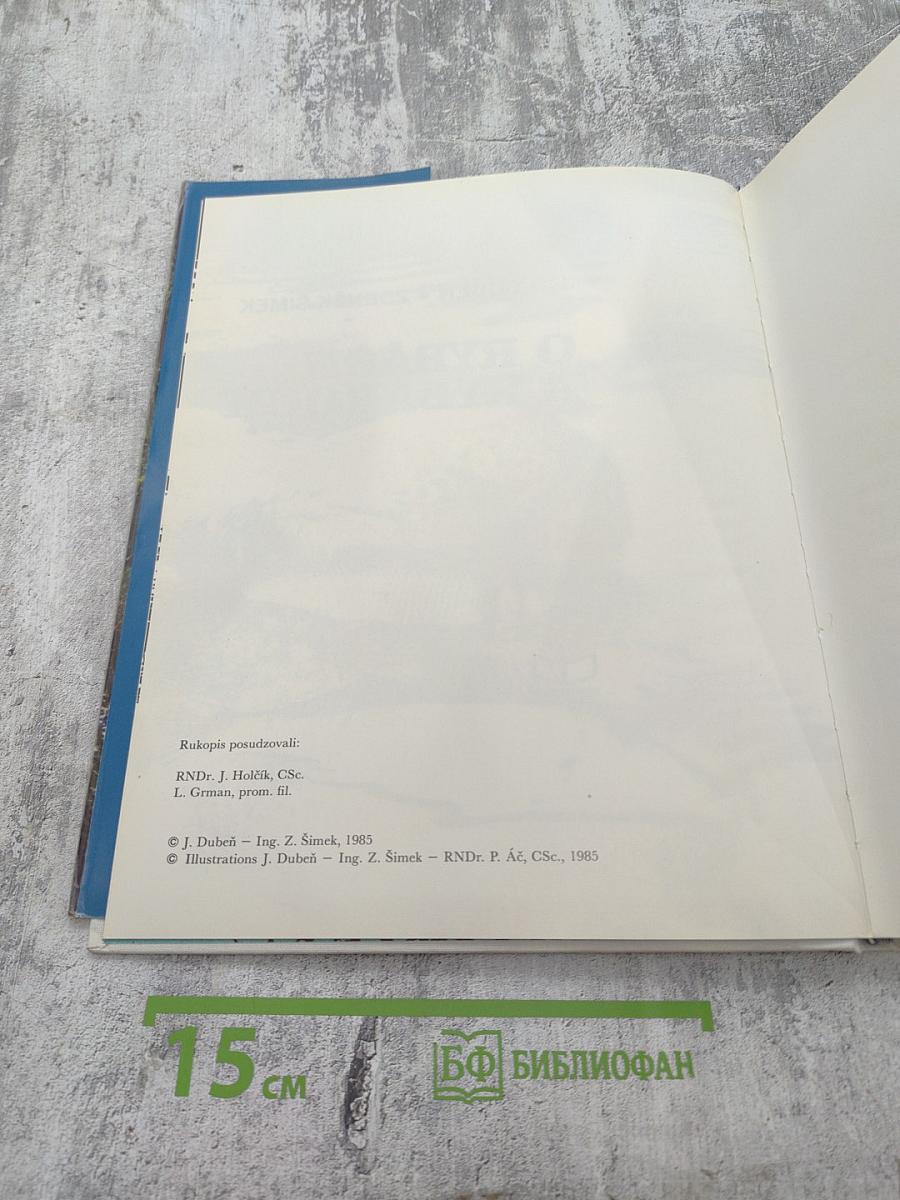 Rukopis posudzovali:
RNDr. J. Holčík, CSc.
L. Grman, prom. fil.
© J. Dubeň — Ing. Z. Šimek, 1985
© Illustrations J. Dubeň — Ing. Z. Šimek — RNDr. P. Áč, CSc., 1985
15 см
БФ БИБЛИОФАН